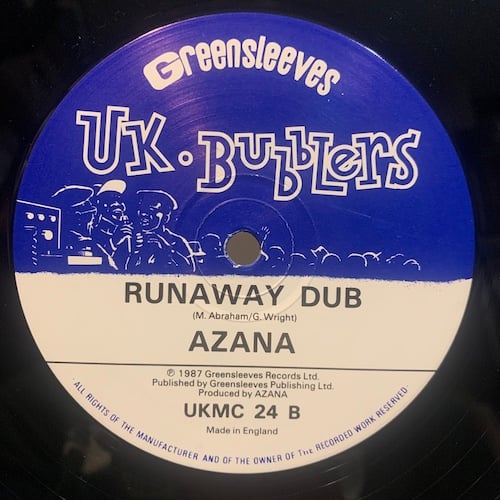 Greensleeves
UK. BUBBLERS
RUNAWAY DUB
(M. Abraham/G. Wright)
AZANA
℗ 1987 Greensleeves Records Ltd.
Published by Greensleeves Publishing Ltd.
Produced by AZANA
UKMC 24 B
Made in England
· ALL RIGHTS OF THE MANUFACTURER AND OF THE OWNER OF THE RECORDED WORK RESERVED ·